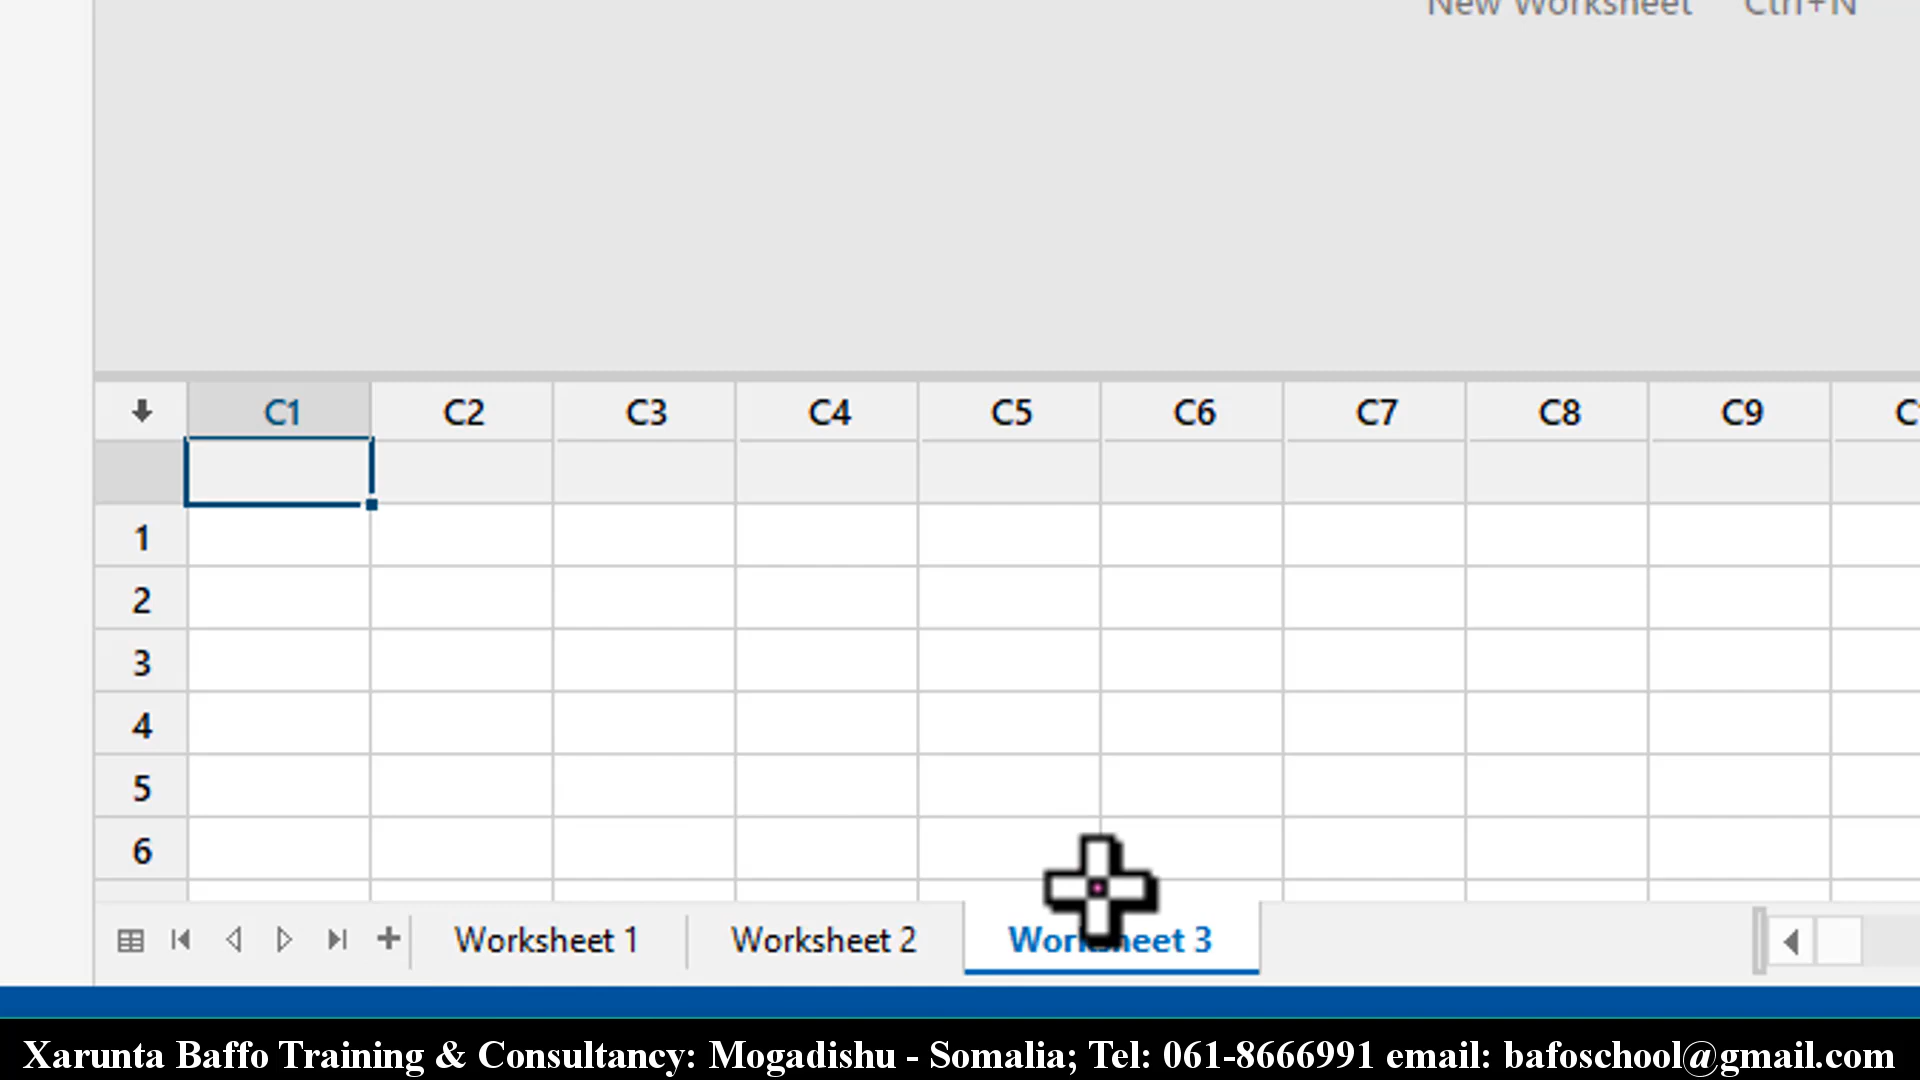 New Worksheet Ctrl+N
C1 C2 C3 C4 C5 C6 C7 C8 C9
1
2
3
4
5
6
Worksheet 1 Worksheet 2 Worksheet 3
Xarunta Baffo Training & Consultancy: Mogadishu - Somalia; Tel: 061-8666991 email: bafoschool@gmail.com